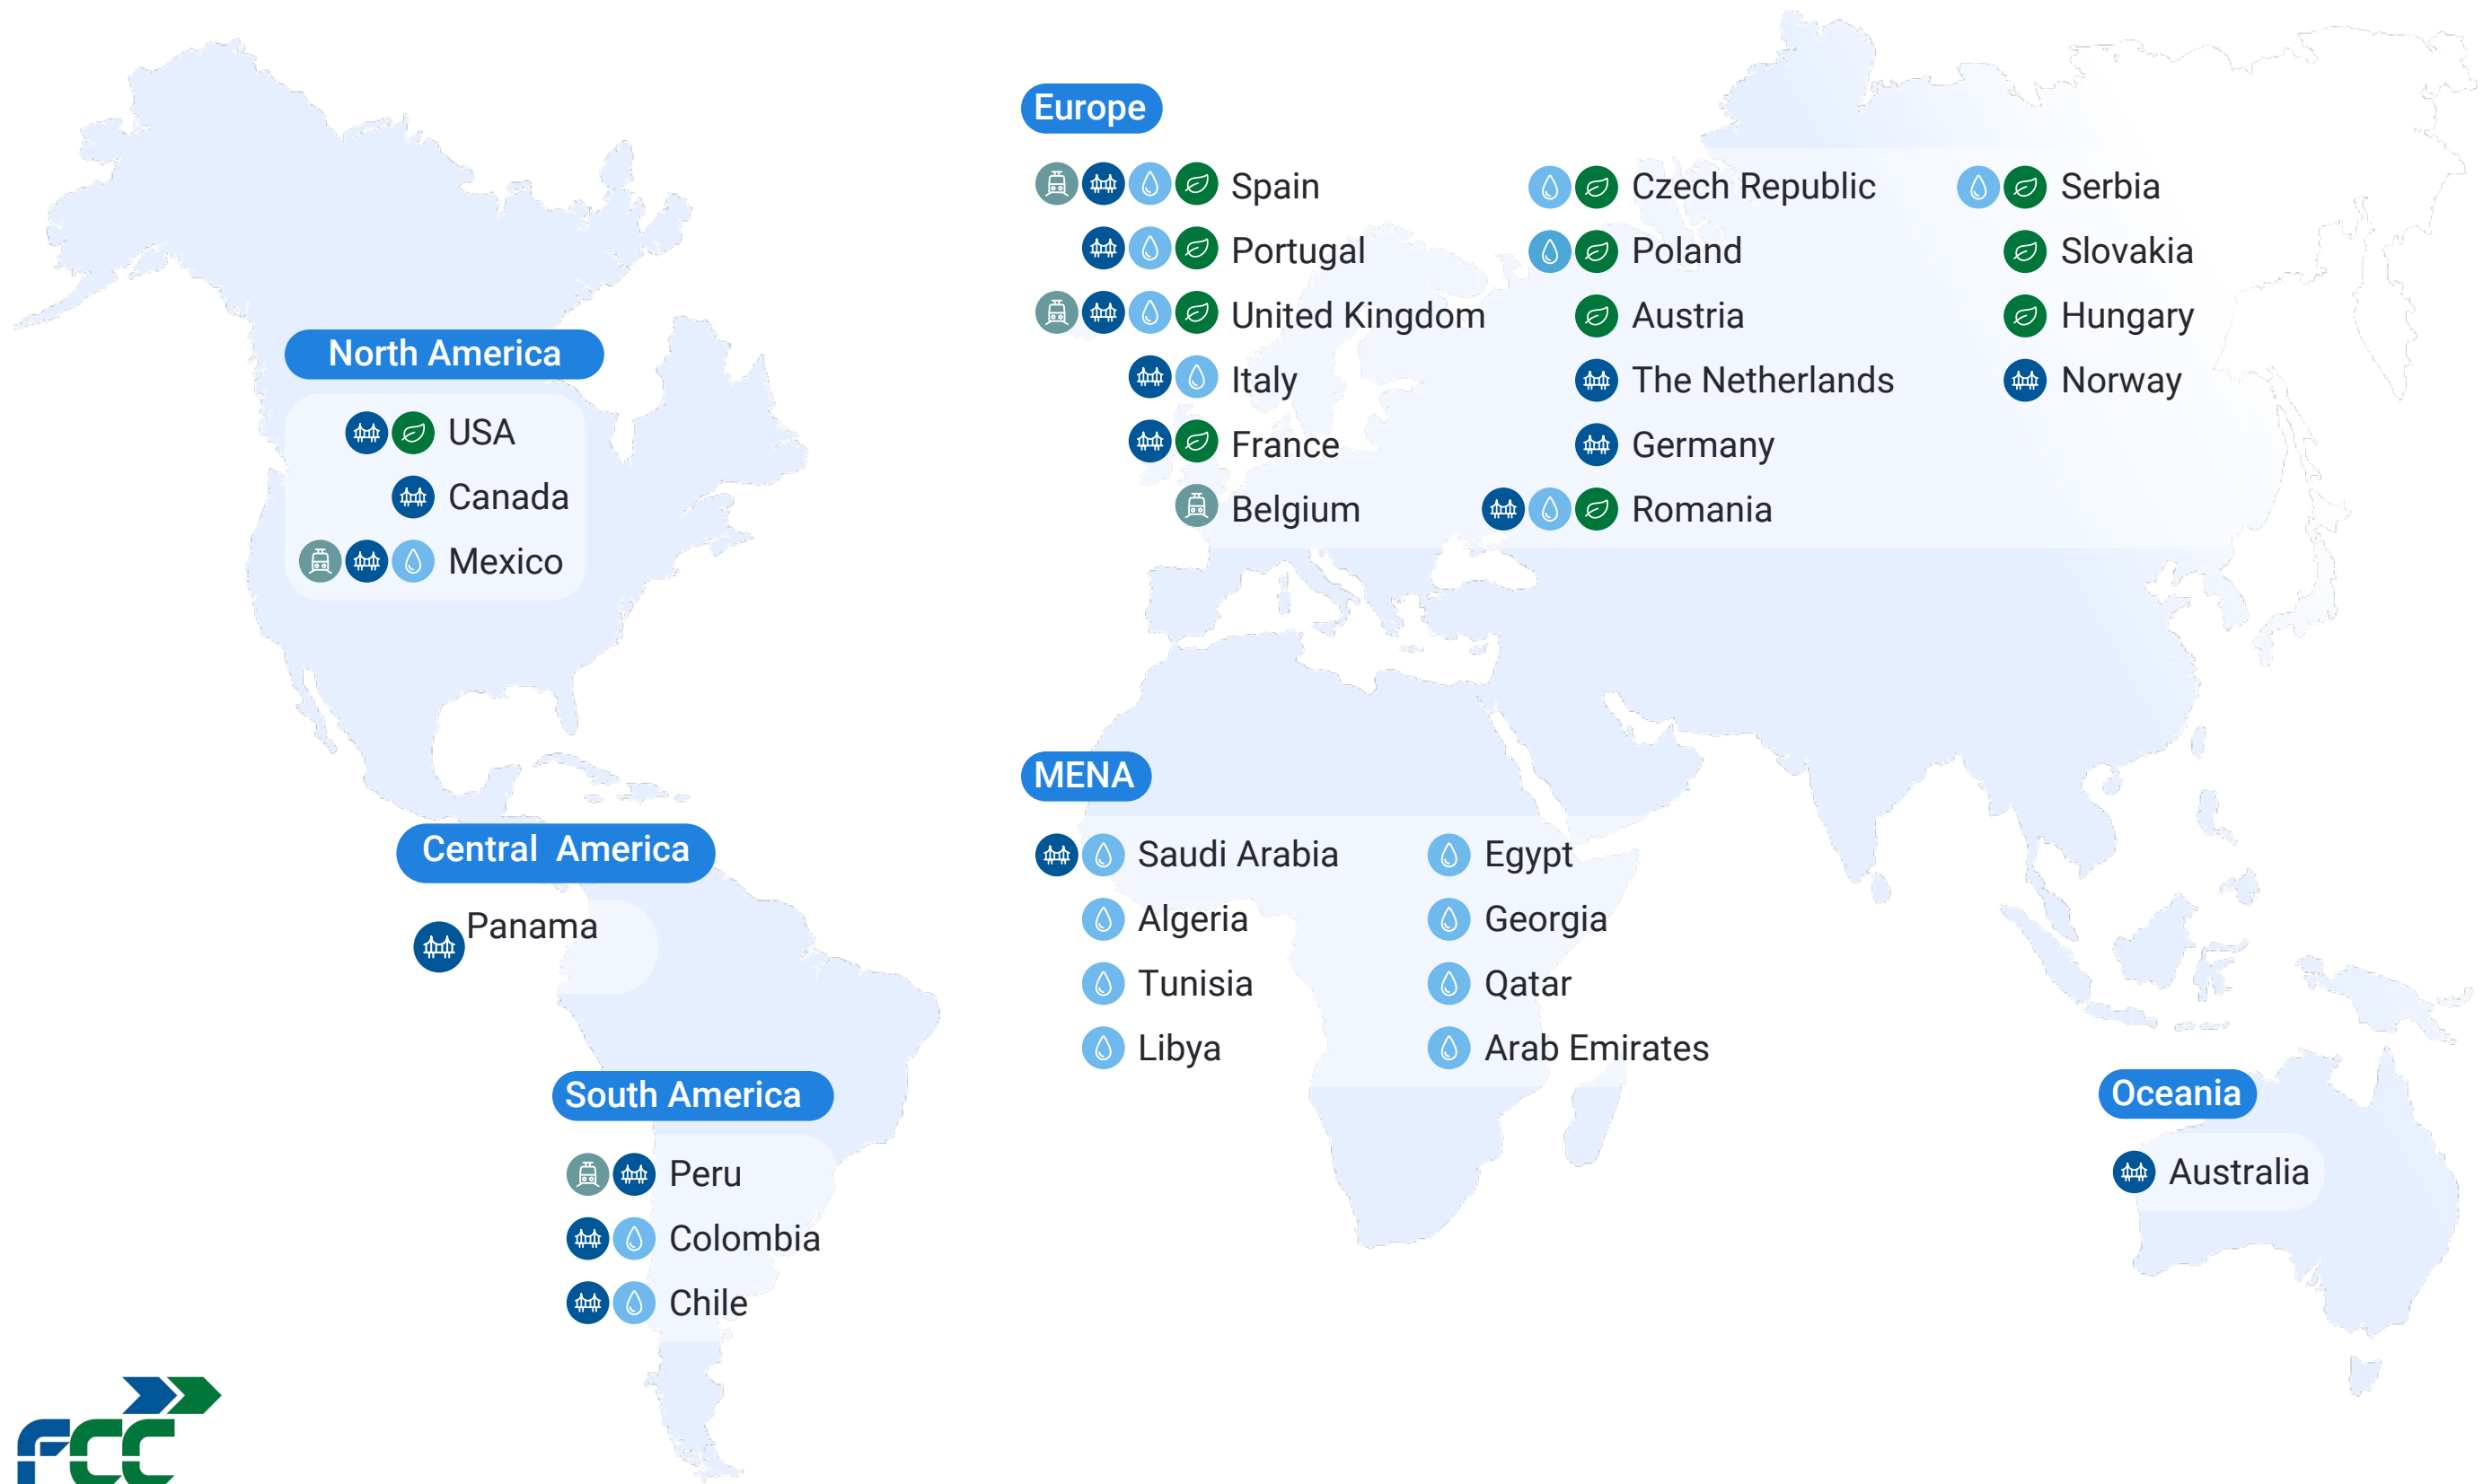 North America
USA
Canada
Mexico
Central America
Panama
South America
Peru
Colombia
Chile
Europe
Spain
Portugal
United Kingdom
Italy
France
Belgium
Czech Republic
Poland
Austria
The Netherlands
Germany
Romania
Serbia
Slovakia
Hungary
Norway
MENA
Saudi Arabia
Algeria
Tunisia
Libya
Egypt
Georgia
Qatar
Arab Emirates
Oceania
Australia
FCC